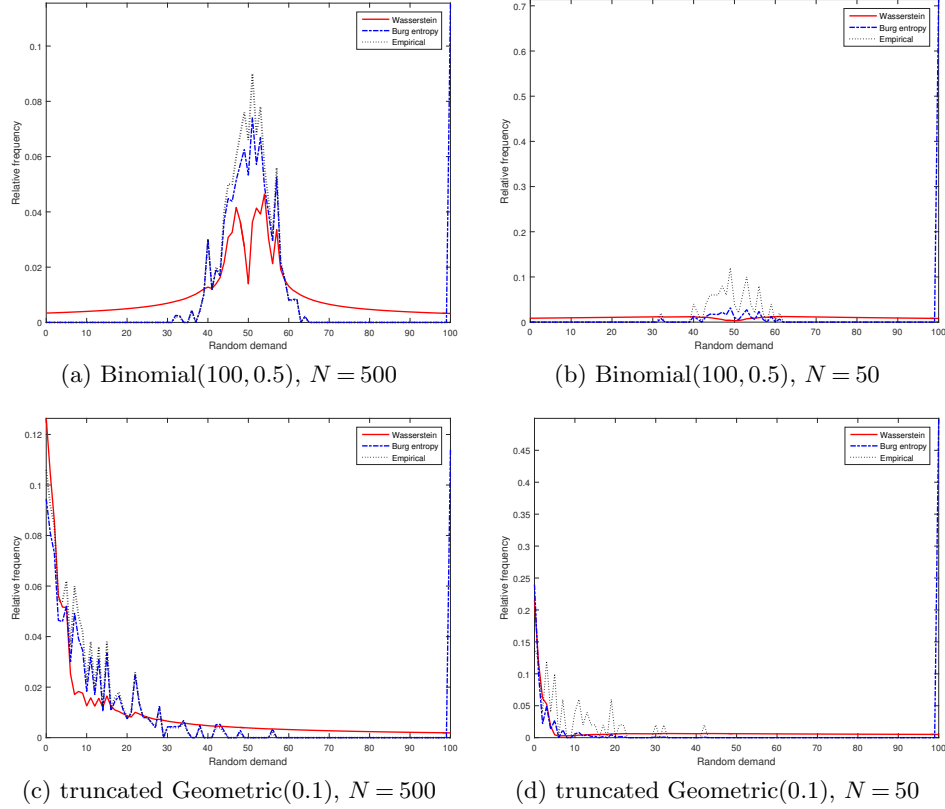 Wasserstein
Burg entropy
Empirical
Relative frequency
0.1
0.08
0.06
0.04
0.02
0
0 10 20 30 40 50 60 70 80 90 100
Random demand
(a) Binomial(100, 0.5), N = 500
Wasserstein
Burg entropy
Empirical
Relative frequency
0.7
0.6
0.5
0.4
0.3
0.2
0.1
0
0 10 20 30 40 50 60 70 80 90 100
Random demand
(b) Binomial(100, 0.5), N = 50
Wasserstein
Burg entropy
Empirical
Relative frequency
0.12
0.1
0.08
0.06
0.04
0.02
0
0 10 20 30 40 50 60 70 80 90 100
Random demand
(c) truncated Geometric(0.1), N = 500
Wasserstein
Burg entropy
Empirical
Relative frequency
0.45
0.4
0.35
0.3
0.25
0.2
0.15
0.1
0.05
0
0 10 20 30 40 50 60 70 80 90 100
Random demand
(d) truncated Geometric(0.1), N = 50